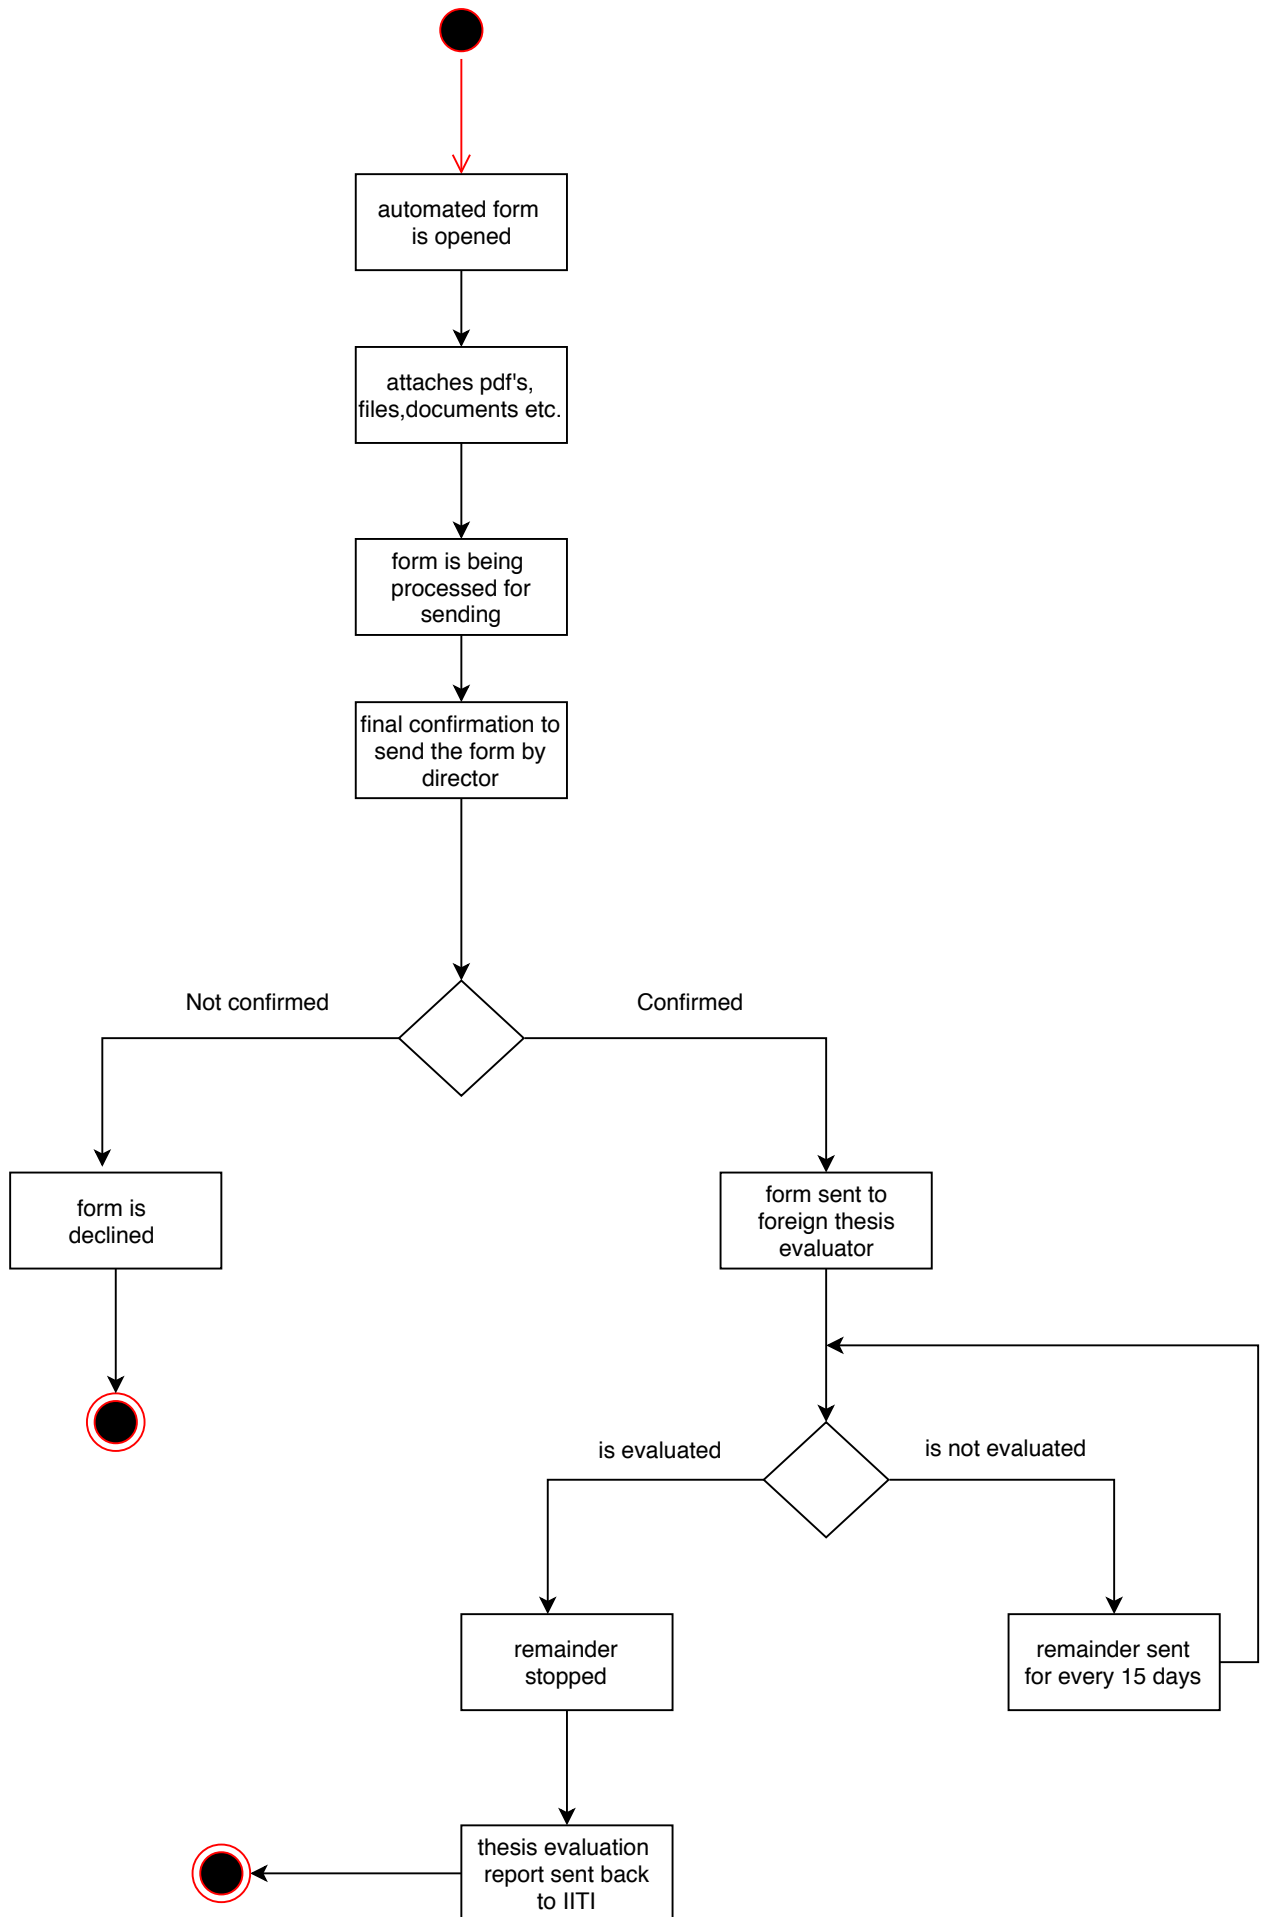 automated form
is opened
attaches pdf's,
files,documents etc.
form is being
processed for
sending
final confirmation to
send the form by
director
Not confirmed
Confirmed
form is
declined
form sent to
foreign thesis
evaluator
is evaluated
is not evaluated
remainder
stopped
remainder sent
for every 15 days
thesis evaluation
report sent back
to IITI